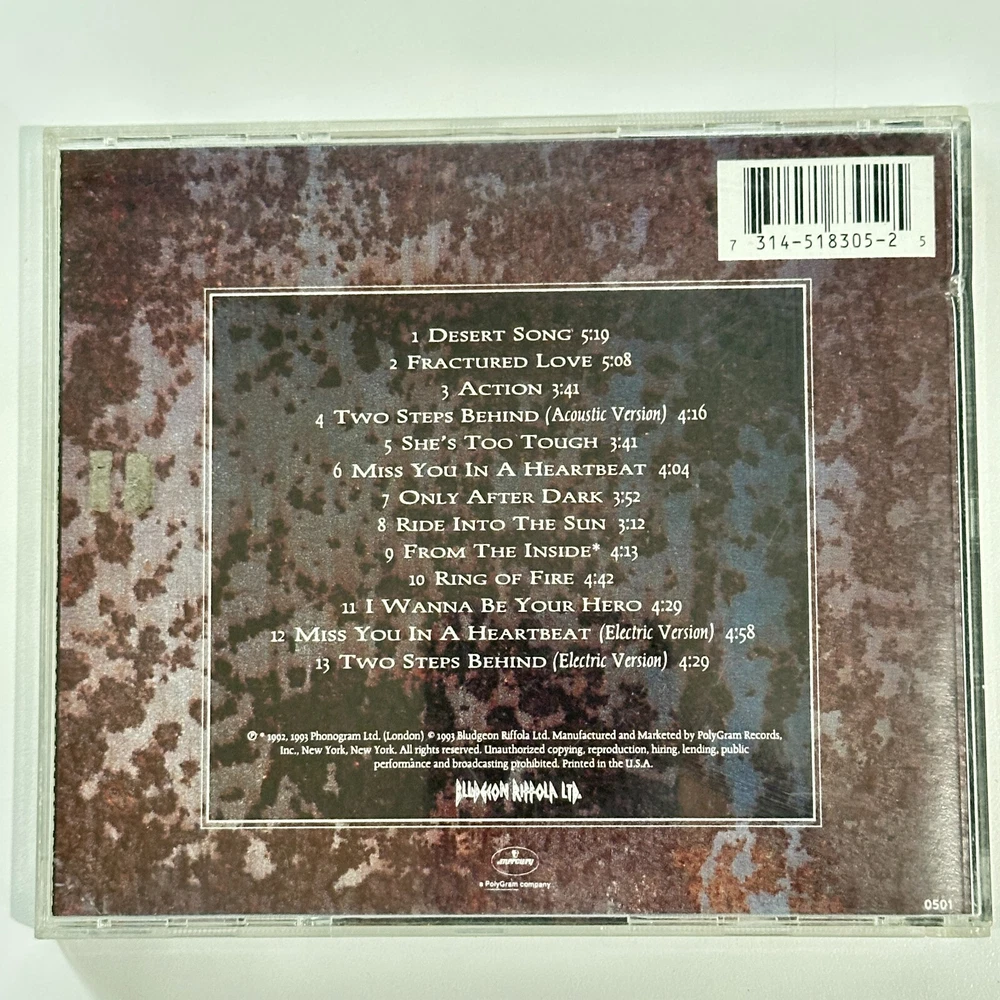 7 314-518305-2 5
1 DESERT SONG 5:19
2 FRACTURED LOVE 5:08
3 ACTION 3:41
4 TWO STEPS BEHIND (Acoustic Version) 4:16
5 SHE'S TOO TOUGH 3:41
6 MISS YOU IN A HEARTBEAT 4:04
7 ONLY AFTER DARK 3:52
8 RIDE INTO THE SUN 3:12
9 FROM THE INSIDE* 4:13
10 RING OF FIRE 4:42
11 I WANNA BE YOUR HERO 4:29
12 MISS YOU IN A HEARTBEAT (Electric Version) 4:58
13 TWO STEPS BEHIND (Electric Version) 4:29
℗ * 1992, 1993 Phonogram Ltd. (London) © 1993 Bludgeon Riffola Ltd. Manufactured and Marketed by PolyGram Records,
Inc., New York, New York. All rights reserved. Unauthorized copying, reproduction, hiring, lending, public
performance and broadcasting prohibited. Printed in the U.S.A.
BLUDGEON RIFFOLA LTD.
mercury
a PolyGram company
0501